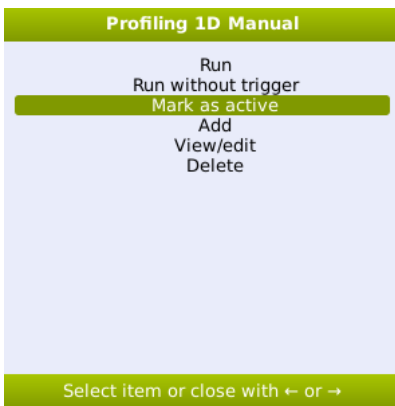 Profiling 1D Manual
Run
Run without trigger
Mark as active
Add
View/edit
Delete
Select item or close with ← or →